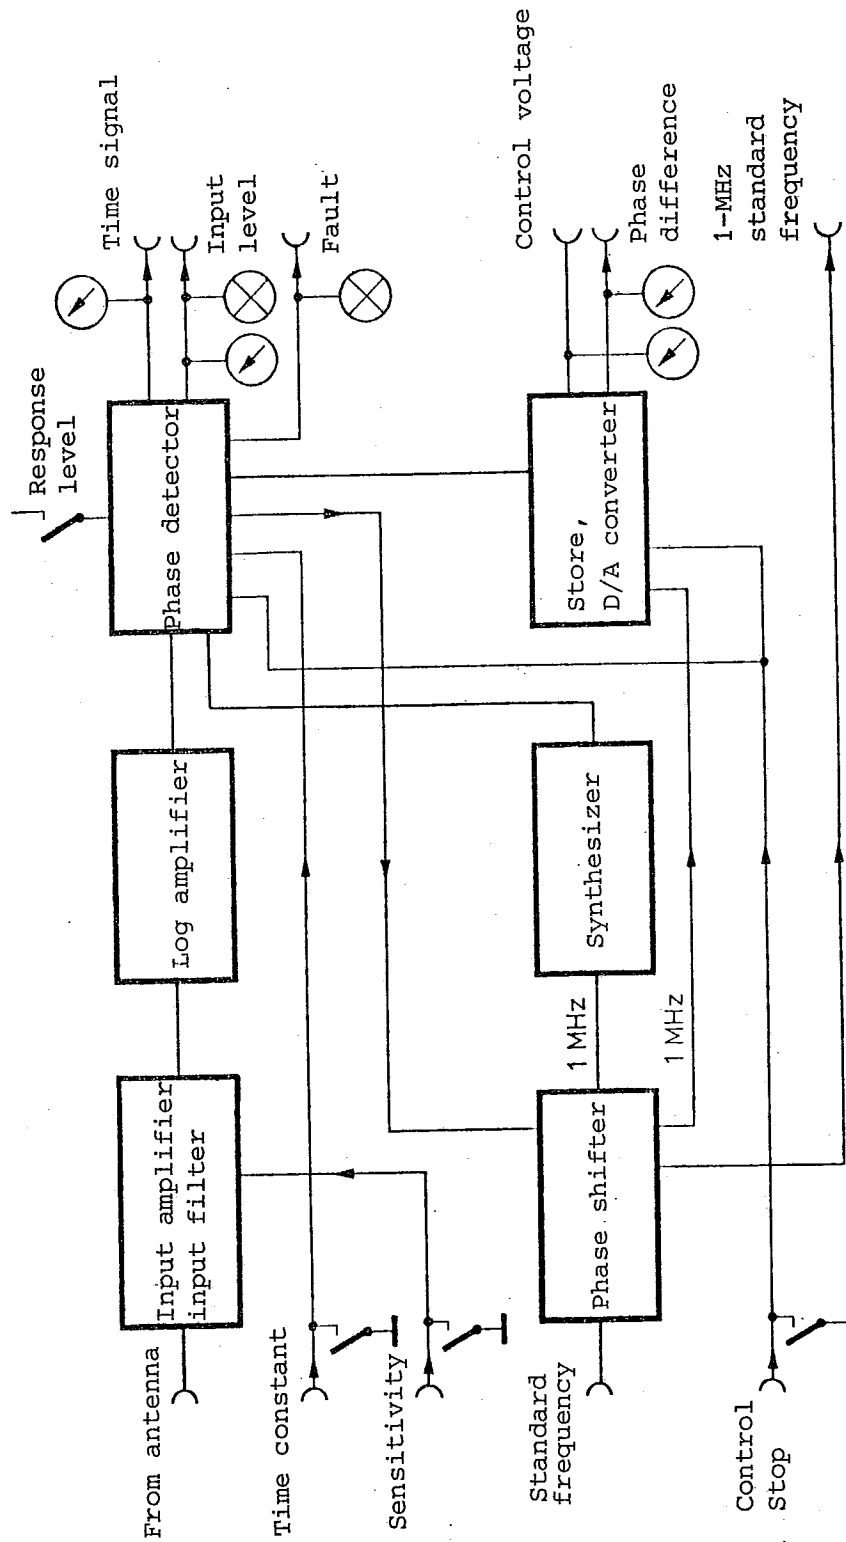 Response
level
Time signal
Input
level
Fault
From antenna
Input amplifier
input filter
Log amplifier
Phase detector
Time constant
Sensitivity
Standard
frequency
Phase shifter
1 MHz
1 MHz
Synthesizer
Store,
D/A converter
Control voltage
Phase
difference
1-MHz
standard
frequency
Control
Stop